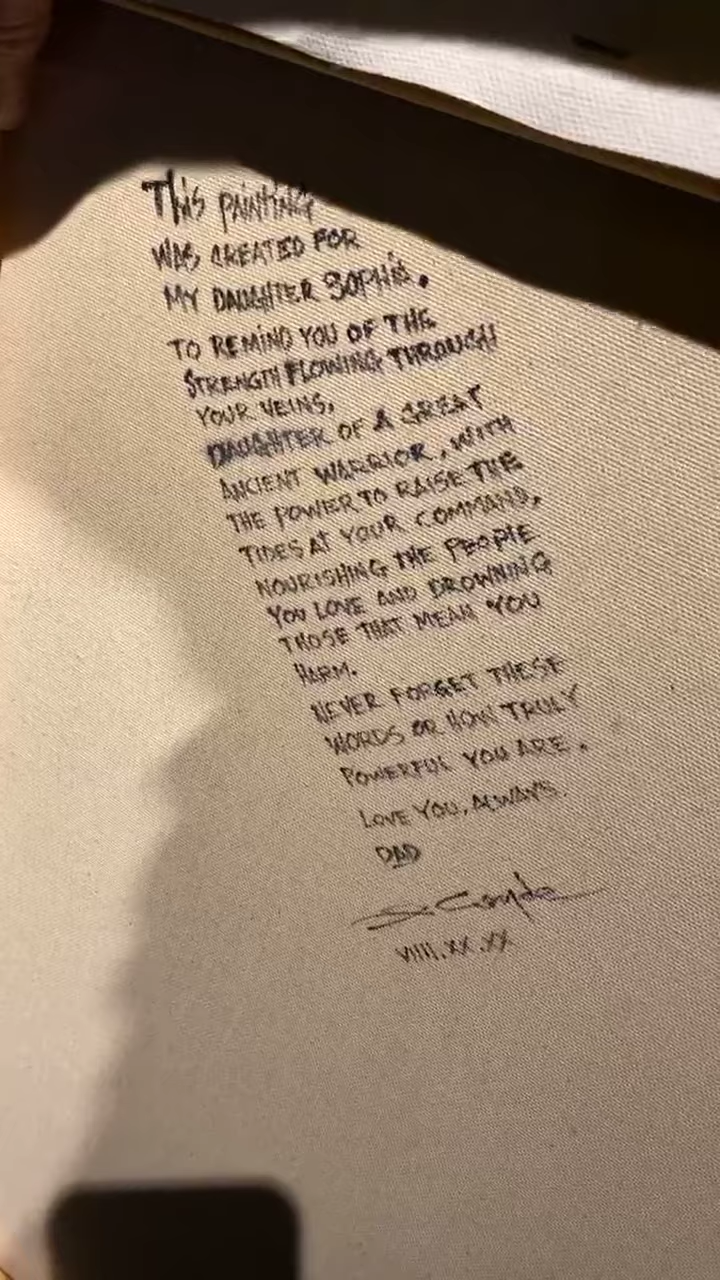 This PAINTING
WAS CREATED FOR
MY DAUGHTER SOPHIE.
TO REMIND YOU OF THE
STRENGTH FLOWING THROUGH
YOUR VEINS,
DAUGHTER OF A GREAT
ANCIENT WARRIOR, WITH
THE POWER TO RAISE THE
TIDES AT YOUR COMMAND,
NOURISHING THE PEOPLE
YOU LOVE AND DROWNING
THOSE THAT MEAN YOU
HARM.
NEVER FORGET THESE
WORDS OR HOW TRULY
POWERFUL YOU ARE.
LOVE YOU, ALWAYS.
DAD
VIIII.XX.XX